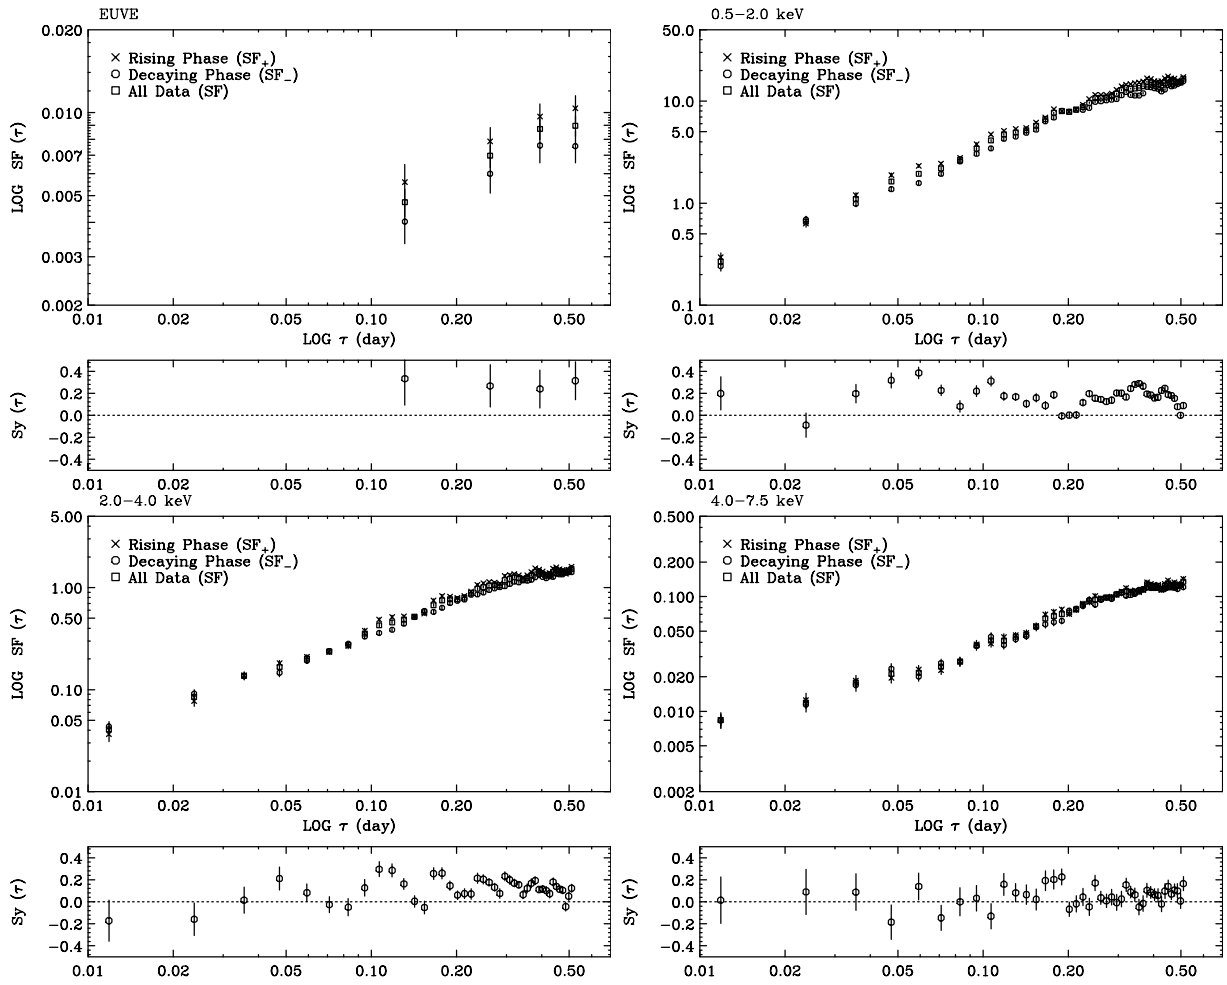 EUVE
0.020
0.010
0.007
0.005
0.003
0.002
LOG SF (τ)
× Rising Phase (SF+)
○ Decaying Phase (SF−)
□ All Data (SF)
0.01 0.02 0.05 0.10 0.20 0.50
LOG τ (day)
0.4
0.2
0.0
−0.2
−0.4
Sy (τ)
0.01 0.02 0.05 0.10 0.20 0.50
0.5−2.0 keV
50.0
10.0
5.0
1.0
0.5
0.1
LOG SF (τ)
× Rising Phase (SF+)
○ Decaying Phase (SF−)
□ All Data (SF)
0.01 0.02 0.05 0.10 0.20 0.50
LOG τ (day)
0.4
0.2
0.0
−0.2
−0.4
Sy (τ)
0.01 0.02 0.05 0.10 0.20 0.50
2.0−4.0 keV
5.00
1.00
0.50
0.10
0.05
0.01
LOG SF (τ)
× Rising Phase (SF+)
○ Decaying Phase (SF−)
□ All Data (SF)
0.01 0.02 0.05 0.10 0.20 0.50
LOG τ (day)
0.4
0.2
0.0
−0.2
−0.4
Sy (τ)
0.01 0.02 0.05 0.10 0.20 0.50
4.0−7.5 keV
0.500
0.200
0.100
0.050
0.020
0.010
0.005
0.002
LOG SF (τ)
× Rising Phase (SF+)
○ Decaying Phase (SF−)
□ All Data (SF)
0.01 0.02 0.05 0.10 0.20 0.50
LOG τ (day)
0.4
0.2
0.0
−0.2
−0.4
Sy (τ)
0.01 0.02 0.05 0.10 0.20 0.50